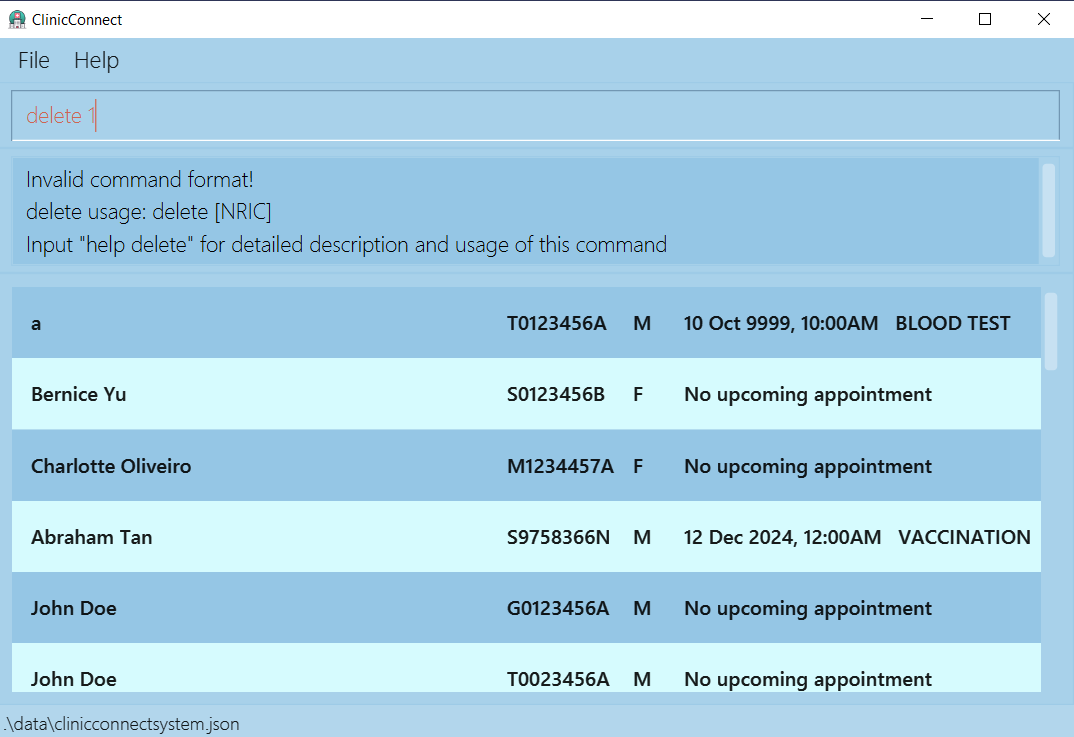 ClinicConnect
File Help
delete 1
Invalid command format!
delete usage: delete [NRIC]
Input "help delete" for detailed description and usage of this command
a T0123456A M 10 Oct 9999, 10:00AM BLOOD TEST
Bernice Yu S0123456B F No upcoming appointment
Charlotte Oliveiro M1234457A F No upcoming appointment
Abraham Tan S9758366N M 12 Dec 2024, 12:00AM VACCINATION
John Doe G0123456A M No upcoming appointment
John Doe T0023456A M No upcoming appointment
.\data\clinicconnectsystem.json